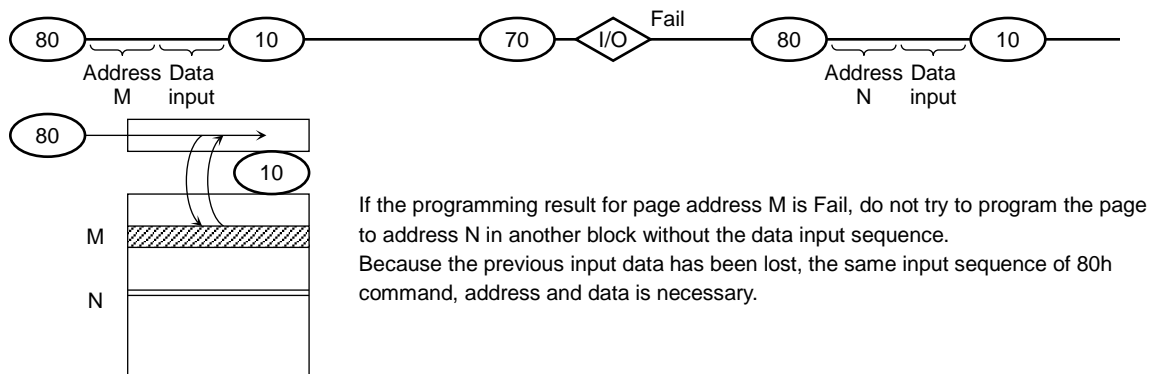 Fail
80 10 70 I/O 80 10
Address Data Address Data
M input N input
80
10
M
N
If the programming result for page address M is Fail, do not try to program the page
to address N in another block without the data input sequence.
Because the previous input data has been lost, the same input sequence of 80h
command, address and data is necessary.